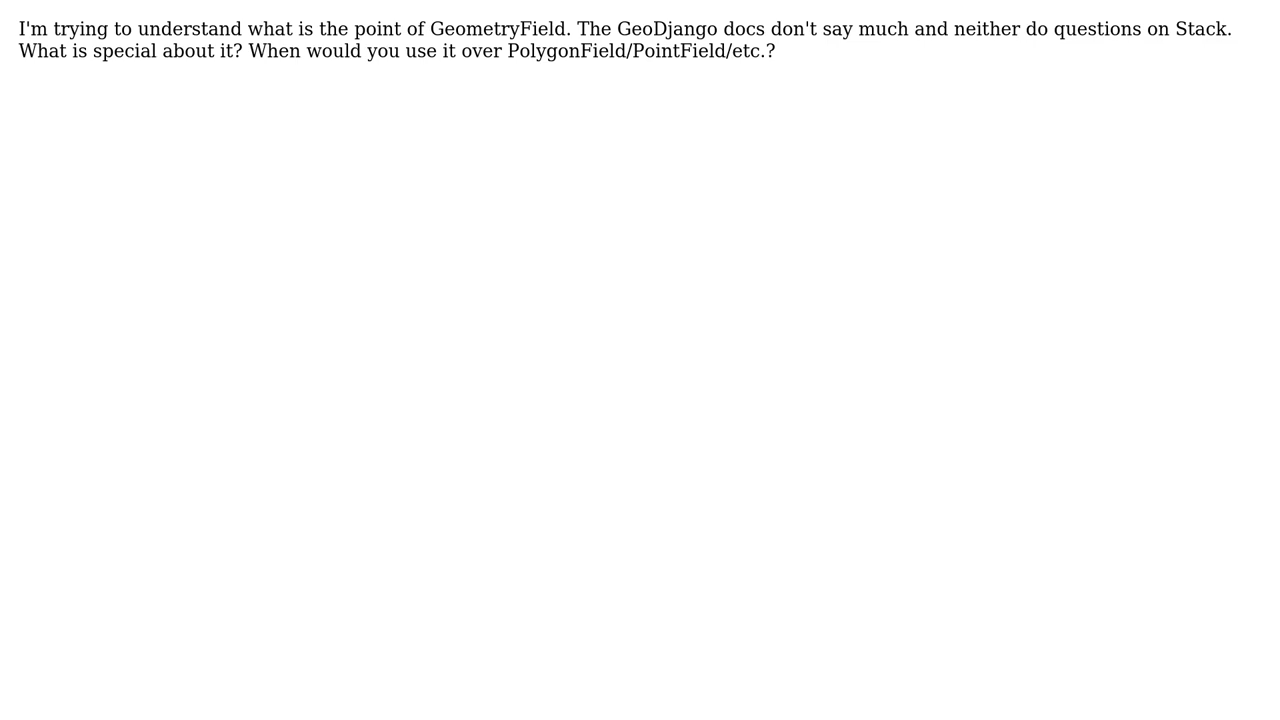 I'm trying to understand what is the point of GeometryField. The GeoDjango docs don't say much and neither do questions on Stack.
What is special about it? When would you use it over PolygonField/PointField/etc.?